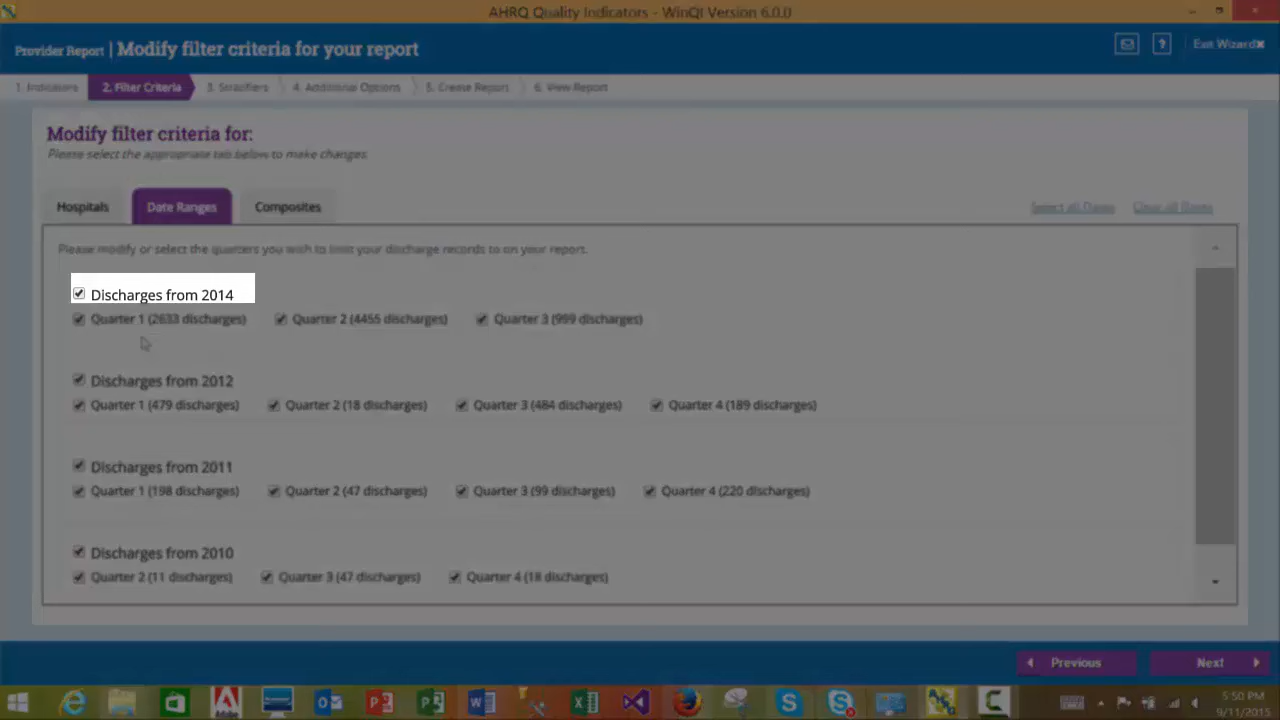 AHRQ Quality Indicators - WinQI Version 6.0.0
Provider Report | Modify filter criteria for your report
? Exit Wizard
1. Indicators 2. Filter Criteria 3. Stratifiers 4. Additional Options 5. Create Report 6. View Report
Modify filter criteria for:
Please select the appropriate tab below to make changes.
Hospitals Date Ranges Composites Select all Dates Clear all Dates
Please modify or select the quarters you wish to limit your discharge records to on your report.
Discharges from 2014
Quarter 1 (2633 discharges) Quarter 2 (4455 discharges) Quarter 3 (999 discharges)
Discharges from 2012
Quarter 1 (479 discharges) Quarter 2 (18 discharges) Quarter 3 (484 discharges) Quarter 4 (189 discharges)
Discharges from 2011
Quarter 1 (198 discharges) Quarter 2 (47 discharges) Quarter 3 (99 discharges) Quarter 4 (220 discharges)
Discharges from 2010
Quarter 2 (11 discharges) Quarter 3 (47 discharges) Quarter 4 (18 discharges)
Previous Next
5:50 PM
9/11/2015